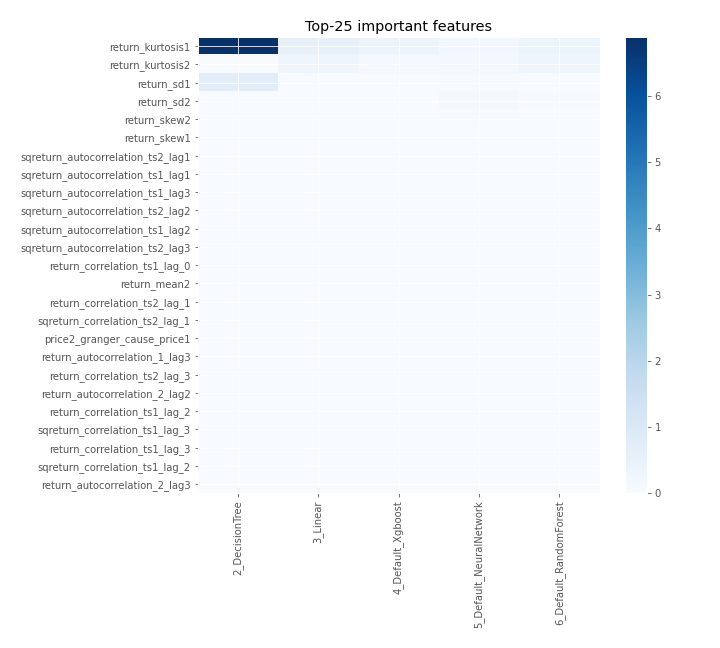 Top-25 important features
return_kurtosis1
return_kurtosis2
return_sd1
return_sd2
return_skew2
return_skew1
sqreturn_autocorrelation_ts2_lag1
sqreturn_autocorrelation_ts1_lag1
sqreturn_autocorrelation_ts1_lag3
sqreturn_autocorrelation_ts2_lag2
sqreturn_autocorrelation_ts1_lag2
sqreturn_autocorrelation_ts2_lag3
return_correlation_ts1_lag_0
return_mean2
return_correlation_ts2_lag_1
sqreturn_correlation_ts2_lag_1
price2_granger_cause_price1
return_autocorrelation_1_lag3
return_correlation_ts2_lag_3
return_autocorrelation_2_lag2
return_correlation_ts1_lag_2
sqreturn_correlation_ts1_lag_3
return_correlation_ts1_lag_3
sqreturn_correlation_ts1_lag_2
return_autocorrelation_2_lag3
2_DecisionTree
3_Linear
4_Default_Xgboost
5_Default_NeuralNetwork
6_Default_RandomForest
6
5
4
3
2
1
0